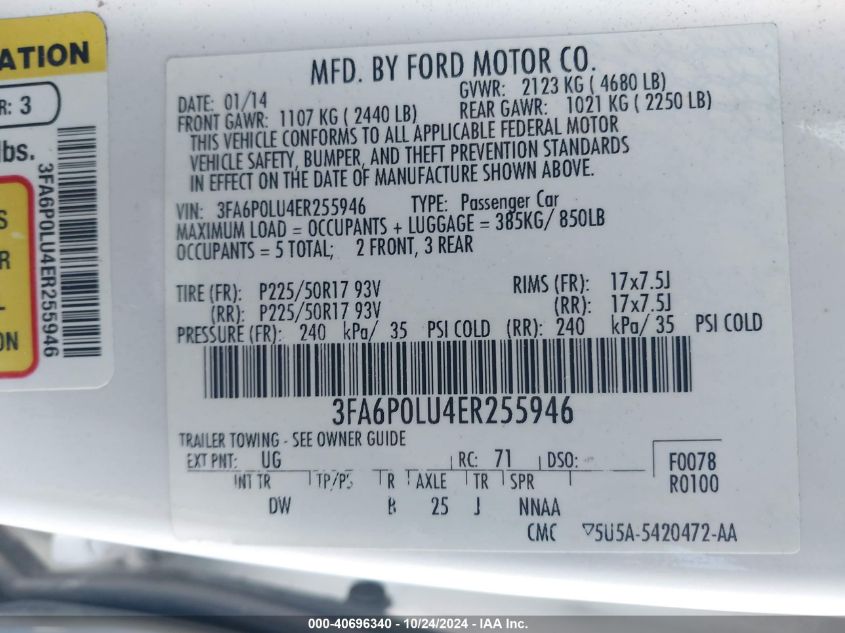 ATION
R: 3
lbs.
3FA6P0LU4ER255946
S
R
L
ON
MFD. BY FORD MOTOR CO.
DATE: 01/14 GVWR: 2123 KG ( 4680 LB)
FRONT GAWR: 1107 KG ( 2440 LB) REAR GAWR: 1021 KG ( 2250 LB)
THIS VEHICLE CONFORMS TO ALL APPLICABLE FEDERAL MOTOR
VEHICLE SAFETY, BUMPER, AND THEFT PREVENTION STANDARDS
IN EFFECT ON THE DATE OF MANUFACTURE SHOWN ABOVE.
VIN: 3FA6P0LU4ER255946 TYPE: Passenger Car
MAXIMUM LOAD = OCCUPANTS + LUGGAGE = 385KG/ 850LB
OCCUPANTS = 5 TOTAL; 2 FRONT, 3 REAR
TIRE (FR): P225/50R17 93V RIMS (FR): 17x7.5J
(RR): P225/50R17 93V (RR): 17x7.5J
PRESSURE (FR): 240 kPa/ 35 PSI COLD (RR): 240 kPa/ 35 PSI COLD
3FA6P0LU4ER255946
TRAILER TOWING - SEE OWNER GUIDE
EXT PNT: UG RC: 71 DSO: F0078
INT TR TP/PS R AXLE TR SPR R0100
DW B 25 J NNAA
CMC ▽5U5A-5420472-AA
000-40696340 - 10/24/2024 - IAA Inc.